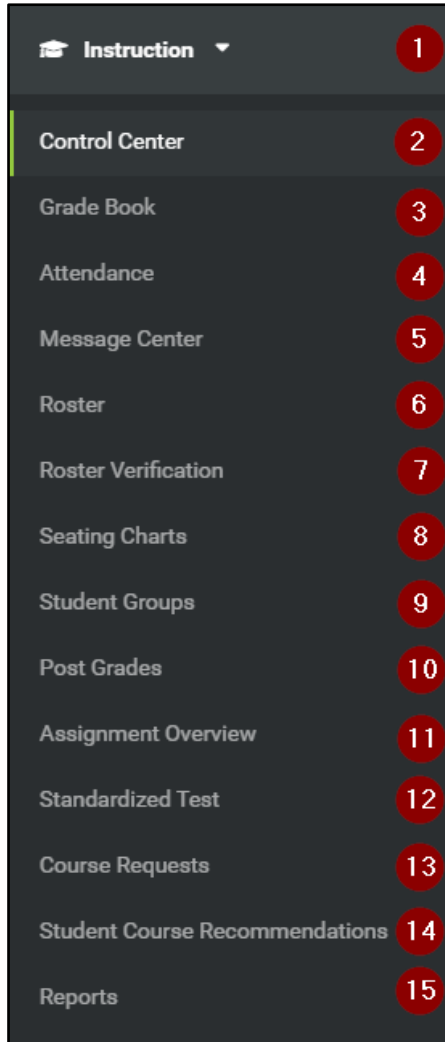 Instruction 1
Control Center 2
Grade Book 3
Attendance 4
Message Center 5
Roster 6
Roster Verification 7
Seating Charts 8
Student Groups 9
Post Grades 10
Assignment Overview 11
Standardized Test 12
Course Requests 13
Student Course Recommendations 14
Reports 15